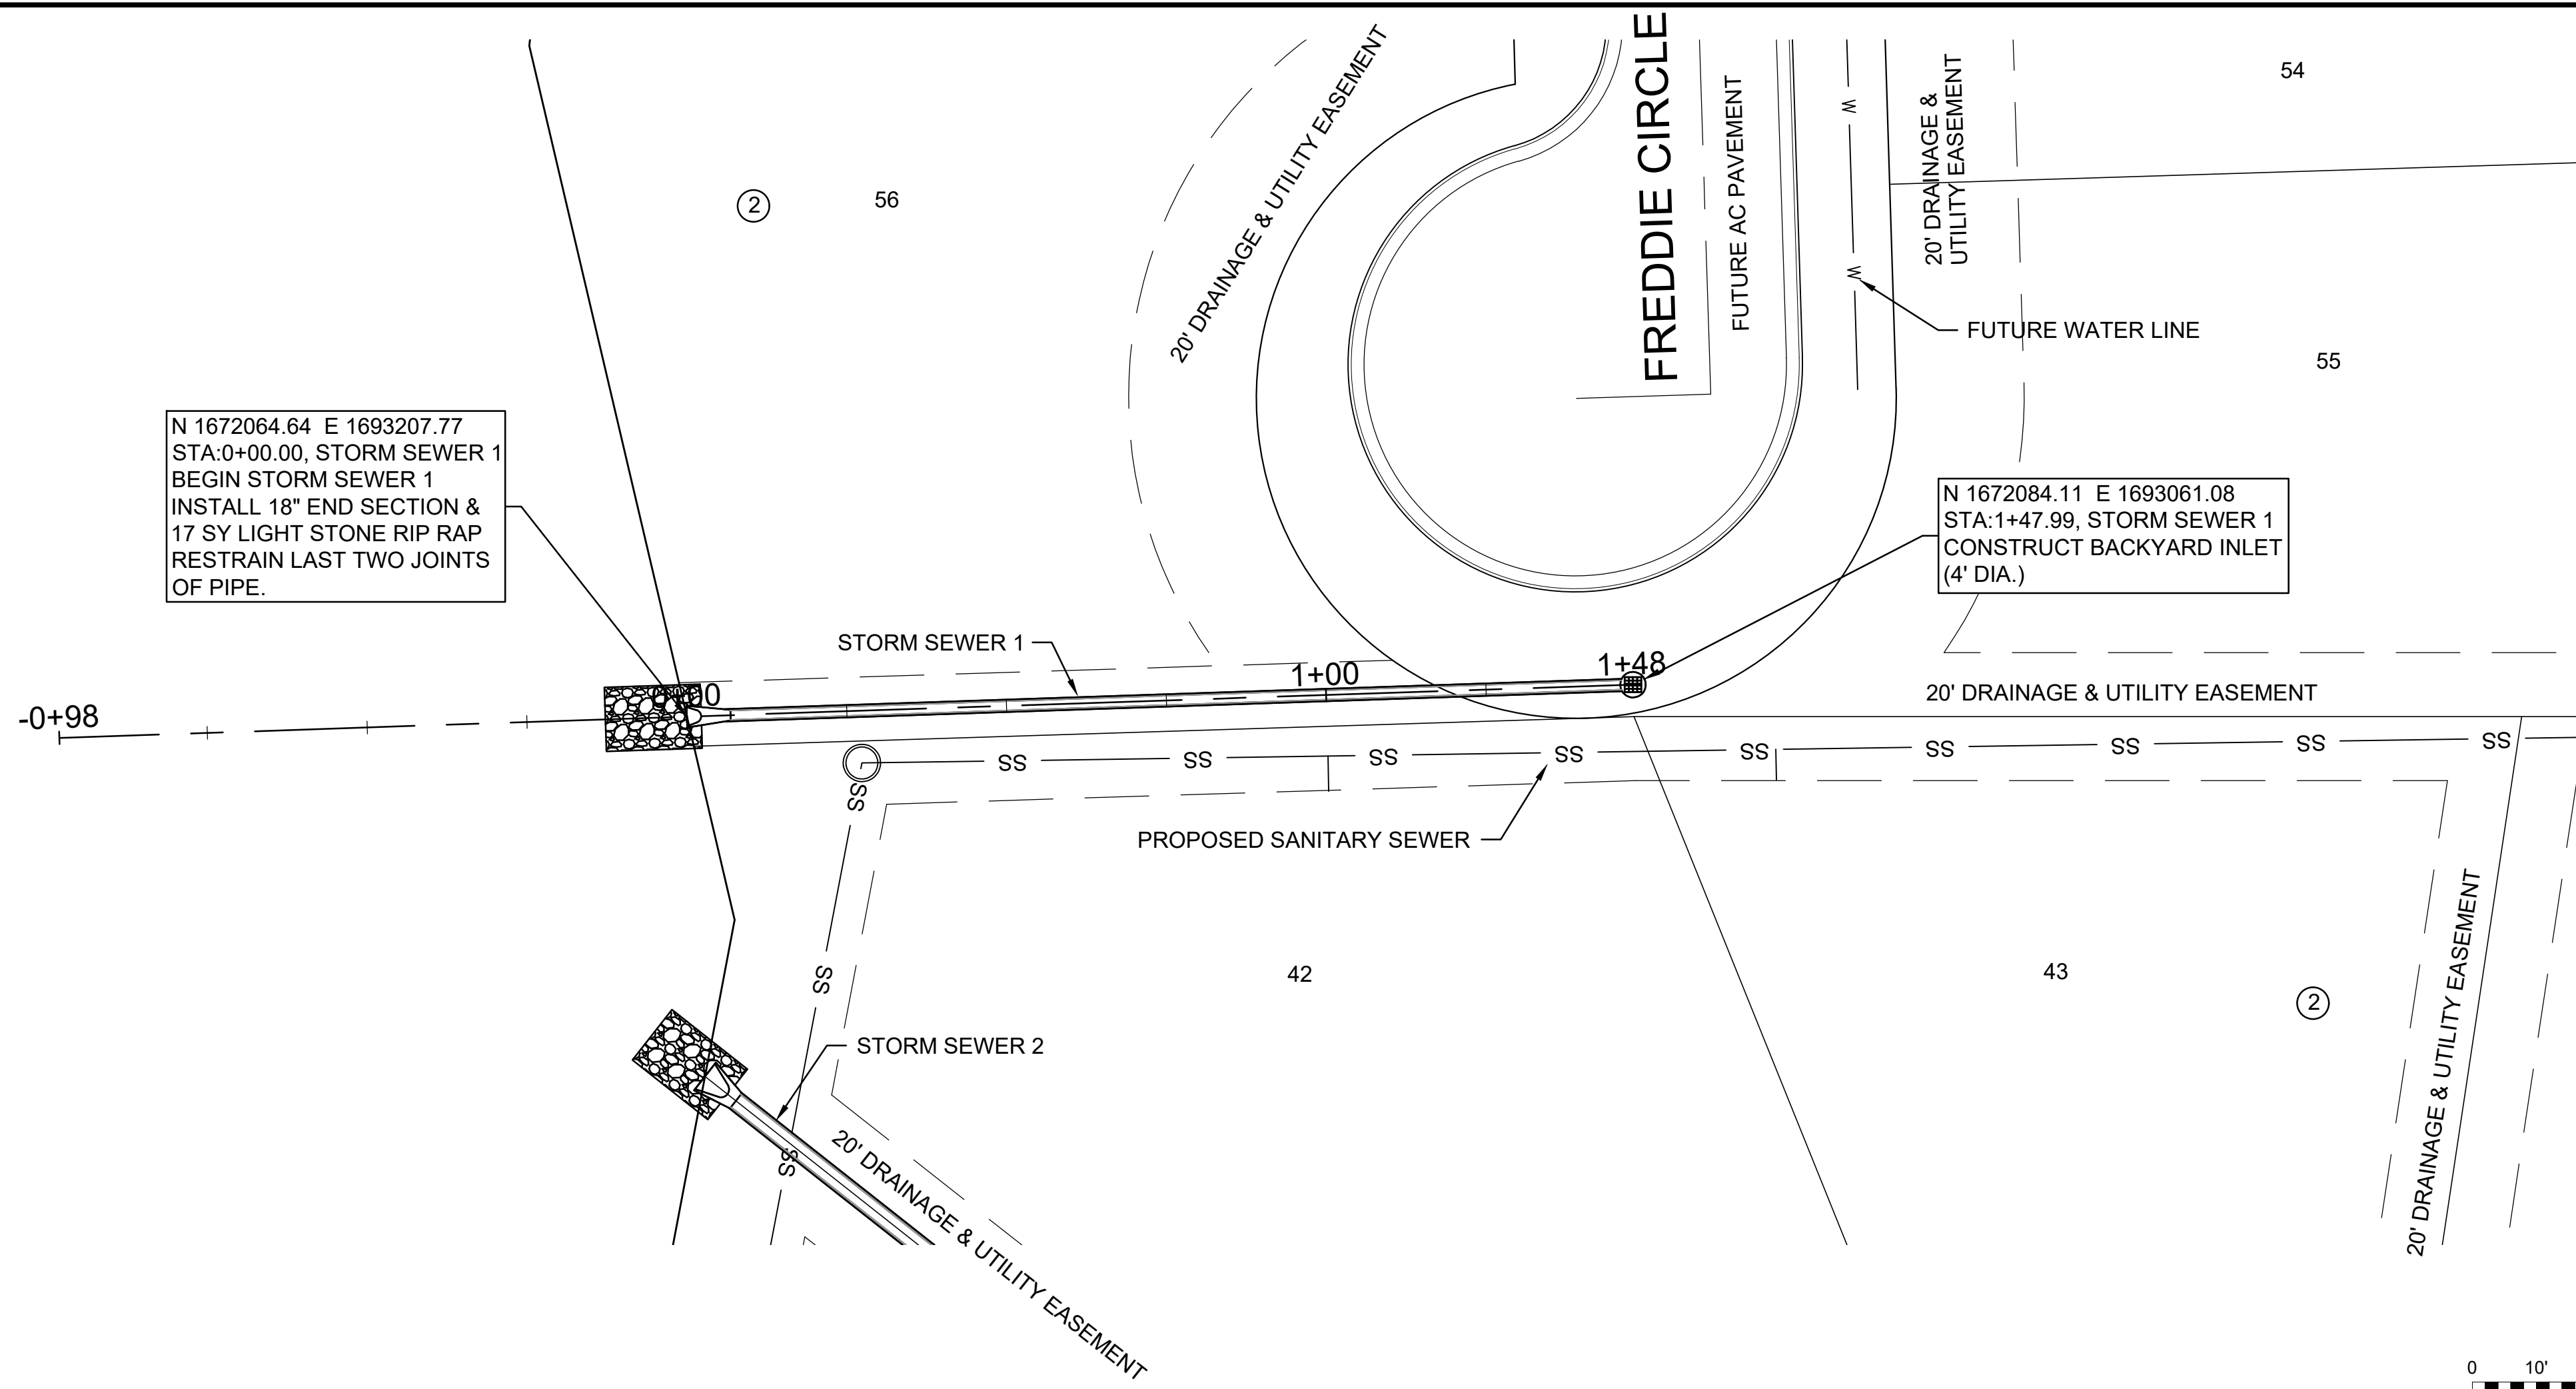 54
FREDDIE CIRCLE
FUTURE AC PAVEMENT
20' DRAINAGE & UTILITY EASEMENT
W
W
20' DRAINAGE &
UTILITY EASEMENT
2
56
FUTURE WATER LINE
55
N 1672064.64 E 1693207.77
STA:0+00.00, STORM SEWER 1
BEGIN STORM SEWER 1
INSTALL 18" END SECTION &
17 SY LIGHT STONE RIP RAP
RESTRAIN LAST TWO JOINTS
OF PIPE.
N 1672084.11 E 1693061.08
STA:1+47.99, STORM SEWER 1
CONSTRUCT BACKYARD INLET
(4' DIA.)
STORM SEWER 1
1+00
1+48
-0+98
0+00
20' DRAINAGE & UTILITY EASEMENT
SS
SS
SS
SS
SS
SS
SS
SS
SS
SS
PROPOSED SANITARY SEWER
42
43
2
SS
STORM SEWER 2
SS
20' DRAINAGE & UTILITY EASEMENT
20' DRAINAGE & UTILITY EASEMENT
0 10'